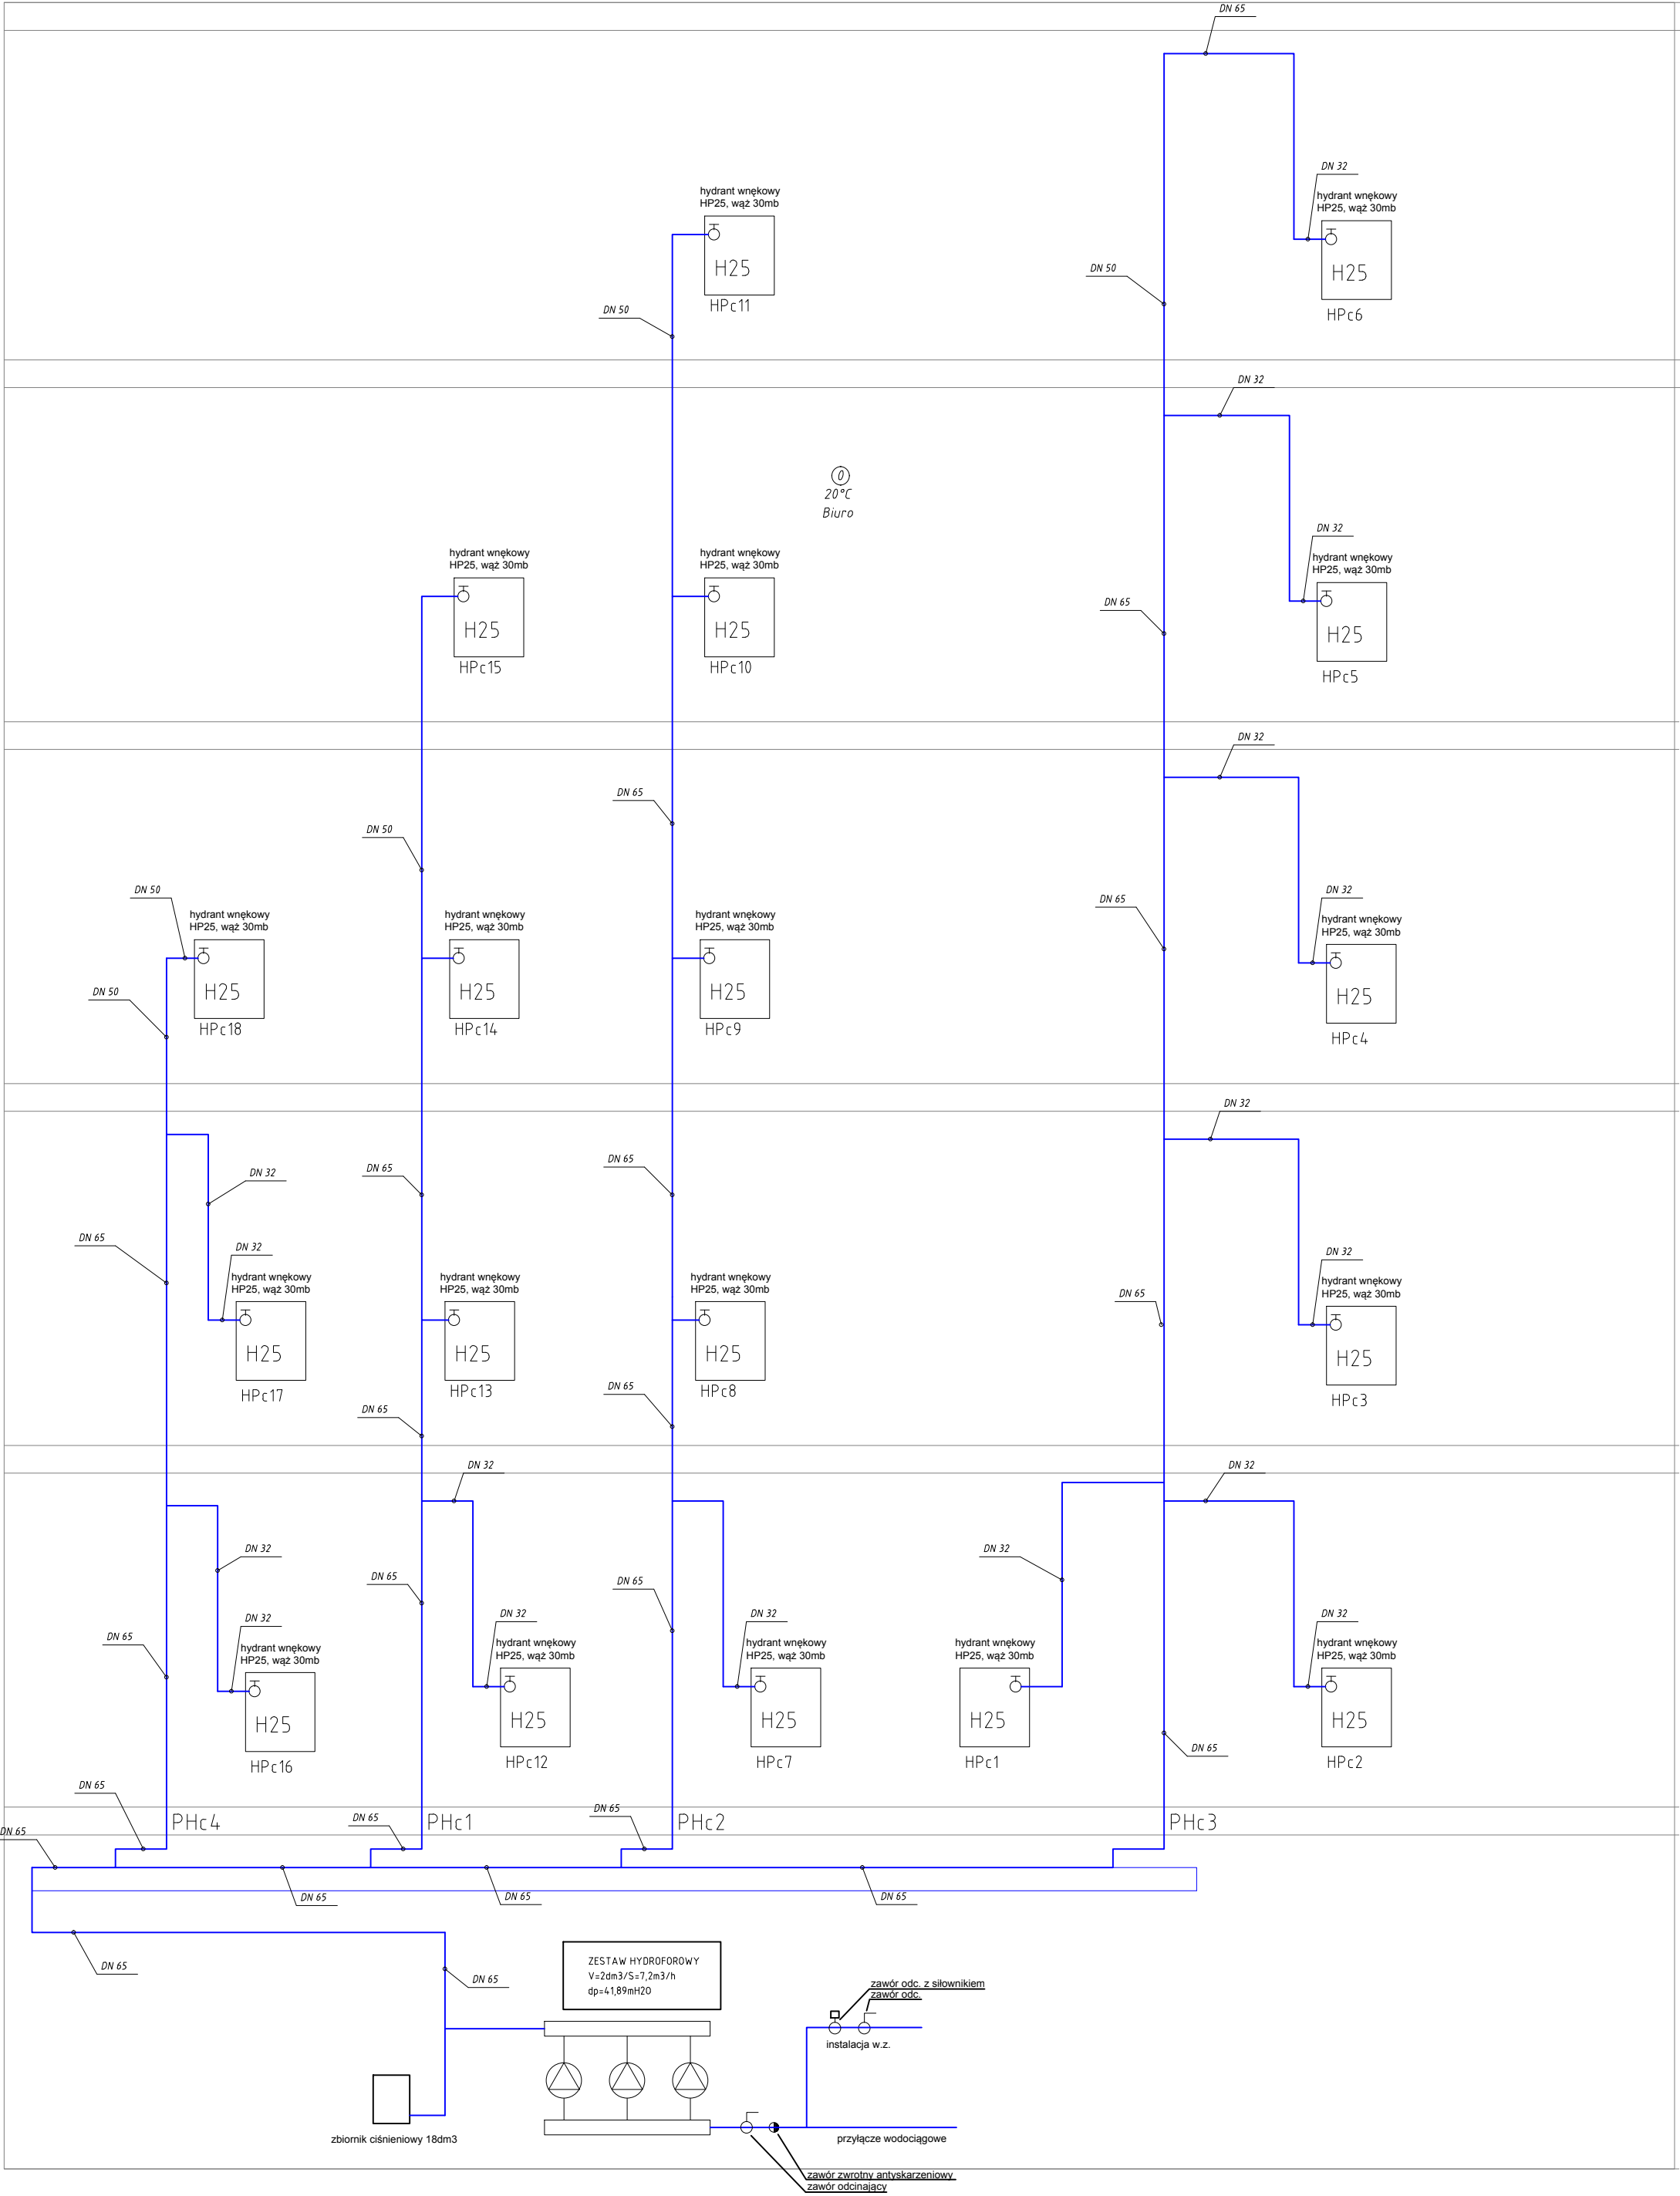 DN 65
DN 32
hydrant wnękowy
HP25, wąż 30mb
H25
HPc11
hydrant wnękowy
HP25, wąż 30mb
H25
HPc6
DN 50
DN 50
DN 32
0
20°C
Biuro
DN 32
hydrant wnękowy
HP25, wąż 30mb
H25
HPc15
hydrant wnękowy
HP25, wąż 30mb
H25
HPc10
DN 65
hydrant wnękowy
HP25, wąż 30mb
H25
HPc5
DN 32
DN 65
DN 50
DN 50
hydrant wnękowy
HP25, wąż 30mb
H25
HPc18
DN 50
hydrant wnękowy
HP25, wąż 30mb
H25
HPc14
hydrant wnękowy
HP25, wąż 30mb
H25
HPc9
DN 65
DN 32
hydrant wnękowy
HP25, wąż 30mb
H25
HPc4
DN 32
DN 32
DN 65
DN 65
DN 65
DN 32
hydrant wnękowy
HP25, wąż 30mb
H25
HPc17
hydrant wnękowy
HP25, wąż 30mb
H25
HPc13
hydrant wnękowy
HP25, wąż 30mb
H25
HPc8
DN 65
DN 32
hydrant wnękowy
HP25, wąż 30mb
H25
HPc3
DN 65
DN 65
DN 32
DN 32
DN 32
DN 65
DN 65
DN 32
DN 65
DN 32
hydrant wnękowy
HP25, wąż 30mb
H25
HPc16
DN 32
hydrant wnękowy
HP25, wąż 30mb
H25
HPc12
DN 32
hydrant wnękowy
HP25, wąż 30mb
H25
HPc7
hydrant wnękowy
HP25, wąż 30mb
H25
HPc1
DN 32
hydrant wnękowy
HP25, wąż 30mb
H25
HPc2
DN 65
DN 65
PHc4
DN 65
PHc1
DN 65
PHc2
PHc3
DN 65
DN 65
DN 65
DN 65
DN 65
DN 65
ZESTAW HYDROFOROWY
V=2dm3/S=7,2m3/h
dp=41,89mH2O
zawór odc. z siłownikiem
zawór odc.
instalacja w.z.
zbiornik ciśnieniowy 18dm3
przyłącze wodociągowe
zawór zwrotny antyskarzeniowy
zawór odcinający